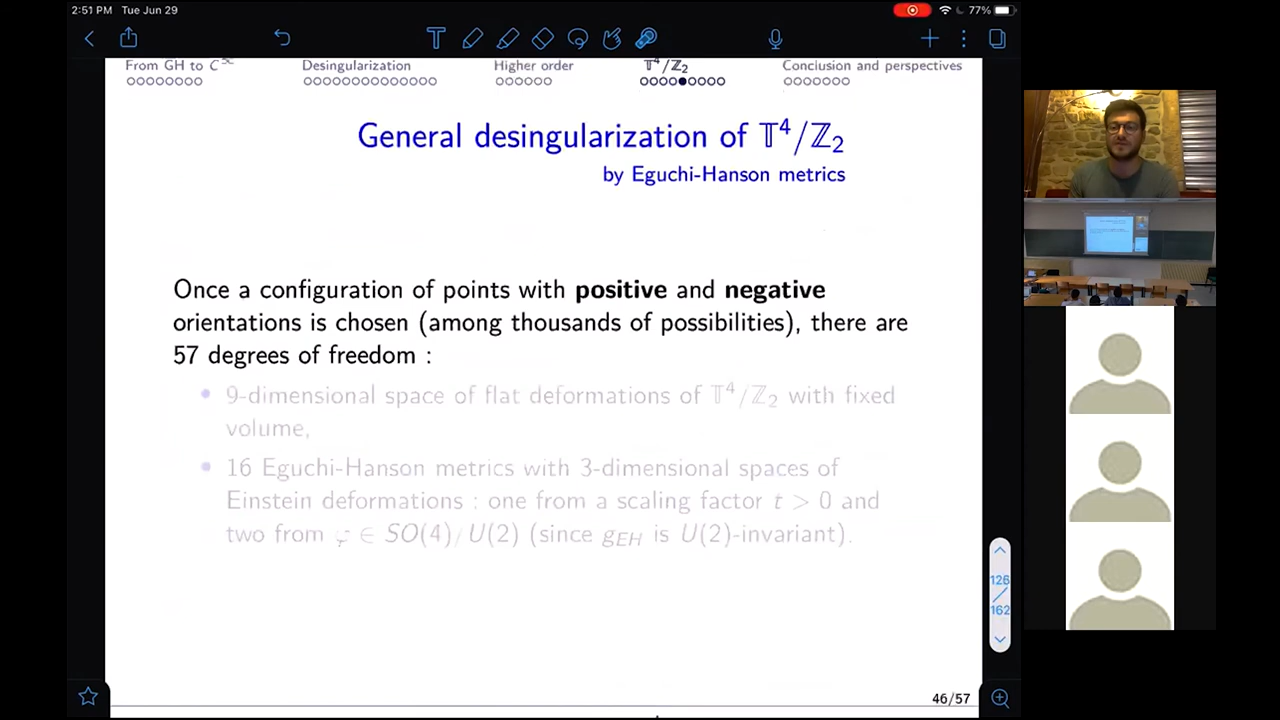 2:51 PM Tue Jun 29
77%
From GH to C^∞ Desingularization Higher order 𝕋⁴/ℤ₂ Conclusion and perspectives
General desingularization of 𝕋⁴/ℤ₂
by Eguchi-Hanson metrics
Once a configuration of points with positive and negative
orientations is chosen (among thousands of possibilities), there are
57 degrees of freedom :
• 9-dimensional space of flat deformations of 𝕋⁴/ℤ₂ with fixed
volume,
• 16 Eguchi-Hanson metrics with 3-dimensional spaces of
Einstein deformations : one from a scaling factor t > 0 and
two from φ ∈ SO(4)/U(2) (since g_EH is U(2)-invariant).
126
/
162
46/57